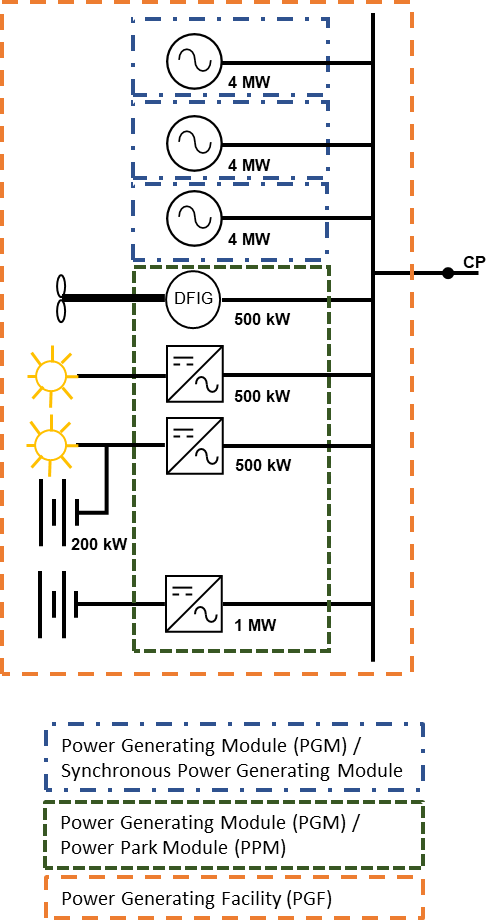 4 MW
4 MW
4 MW
CP
DFIG
500 kW
500 kW
500 kW
200 kW
1 MW
Power Generating Module (PGM) /
Synchronous Power Generating Module
Power Generating Module (PGM) /
Power Park Module (PPM)
Power Generating Facility (PGF)